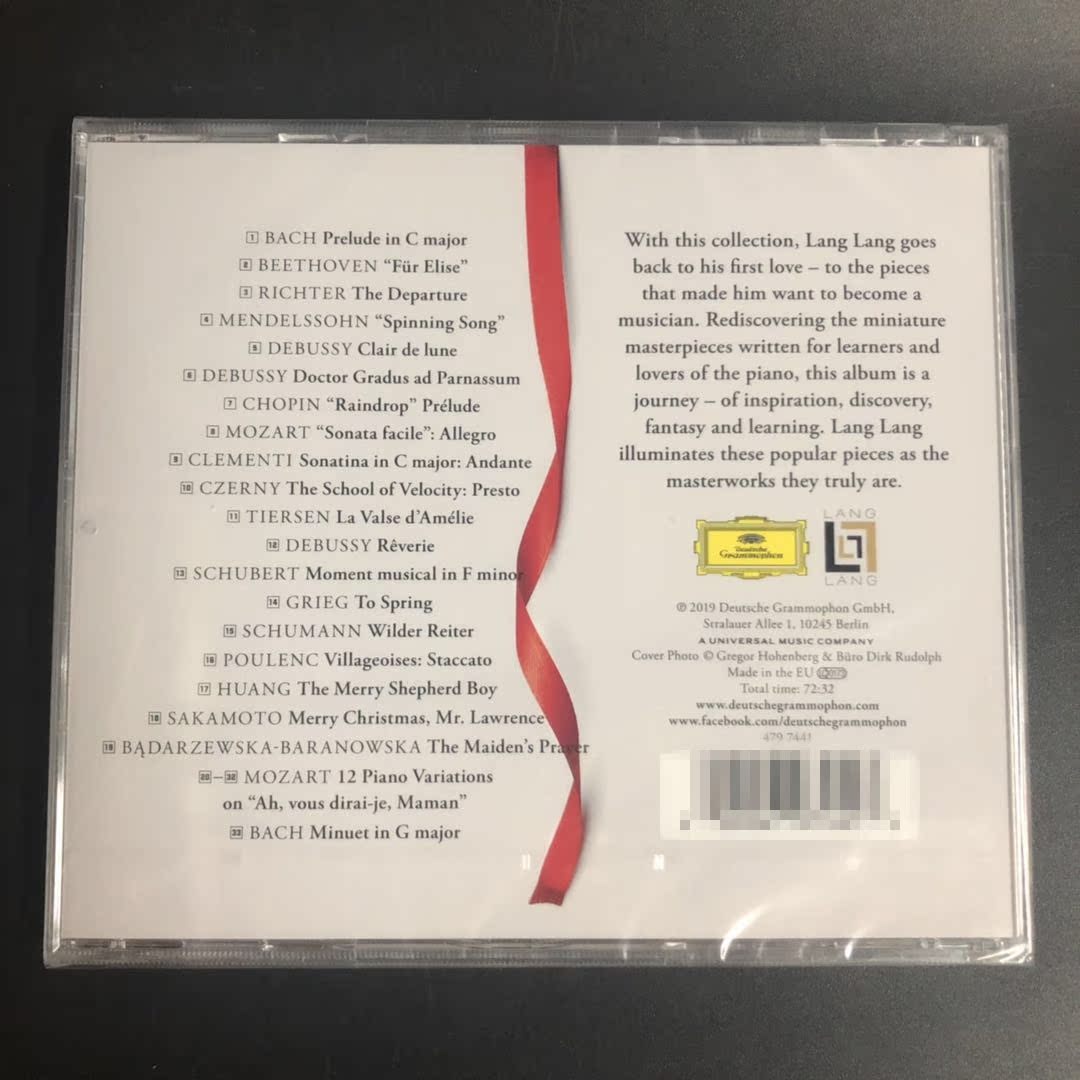 1 BACH Prelude in C major
2 BEETHOVEN “Für Elise”
3 RICHTER The Departure
4 MENDELSSOHN “Spinning Song”
5 DEBUSSY Clair de lune
6 DEBUSSY Doctor Gradus ad Parnassum
7 CHOPIN “Raindrop” Prélude
8 MOZART “Sonata facile”: Allegro
9 CLEMENTI Sonatina in C major: Andante
10 CZERNY The School of Velocity: Presto
11 TIERSEN La Valse d’Amélie
12 DEBUSSY Rêverie
13 SCHUBERT Moment musical in F minor
14 GRIEG To Spring
15 SCHUMANN Wilder Reiter
16 POULENC Villageoises: Staccato
17 HUANG The Merry Shepherd Boy
18 SAKAMOTO Merry Christmas, Mr. Lawrence
19 BĄDARZEWSKA-BARANOWSKA The Maiden’s Prayer
20–32 MOZART 12 Piano Variations
on “Ah, vous dirai-je, Maman”
33 BACH Minuet in G major
With this collection, Lang Lang goes
back to his first love – to the pieces
that made him want to become a
musician. Rediscovering the miniature
masterpieces written for learners and
lovers of the piano, this album is a
journey – of inspiration, discovery,
fantasy and learning. Lang Lang
illuminates these popular pieces as the
masterworks they truly are.
Deutsche
Grammophon
LANG
LANG
℗ 2019 Deutsche Grammophon GmbH,
Stralauer Allee 1, 10245 Berlin
A UNIVERSAL MUSIC COMPANY
Cover Photo © Gregor Hohenberg & Büro Dirk Rudolph
Made in the EU
Total time: 72:32
www.deutschegrammophon.com
www.facebook.com/deutschegrammophon
479 7441